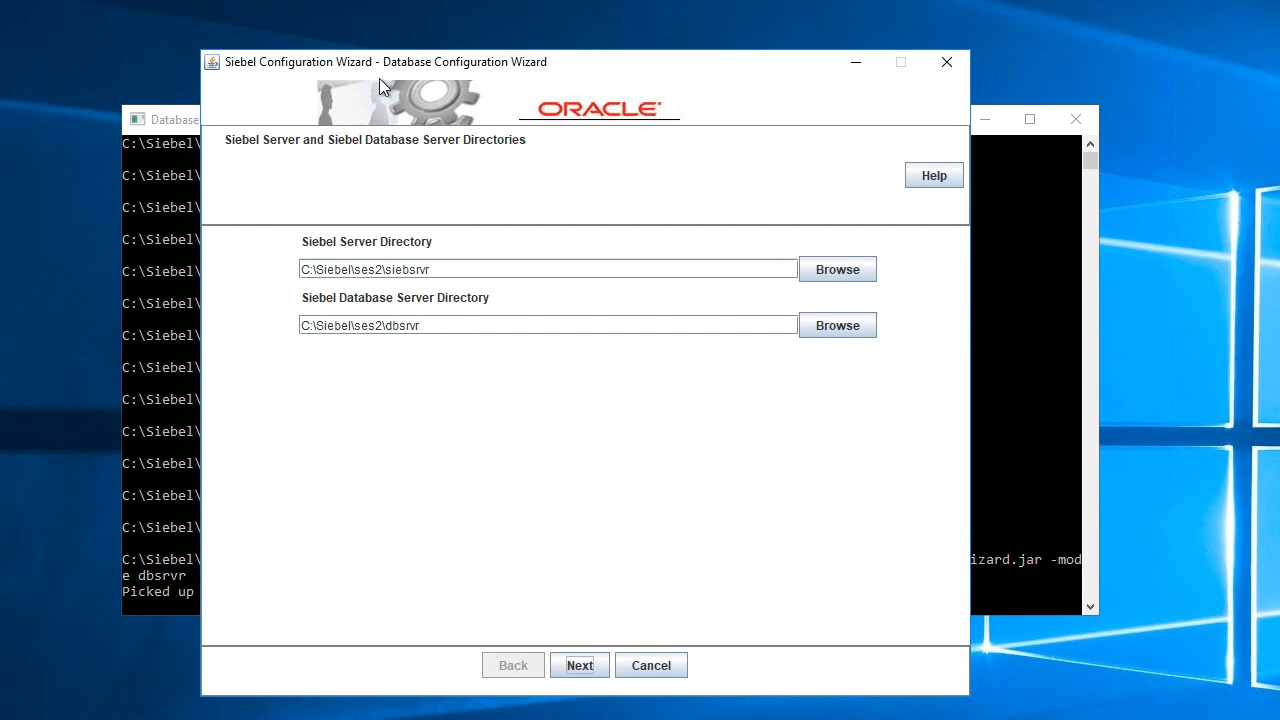 Siebel Configuration Wizard - Database Configuration Wizard
ORACLE
Database
Siebel Server and Siebel Database Server Directories
Help
Siebel Server Directory
C:\Siebel\ses2\siebsrvr
Browse
Siebel Database Server Directory
C:\Siebel\ses2\dbsrvr
Browse
C:\Siebel\
C:\Siebel\
C:\Siebel\
C:\Siebel\
C:\Siebel\
C:\Siebel\
C:\Siebel\
C:\Siebel\
C:\Siebel\
C:\Siebel\
C:\Siebel\
C:\Siebel\
C:\Siebel\
C:\Siebel\ izard.jar -mod
e dbsrvr
Picked up
Back
Next
Cancel